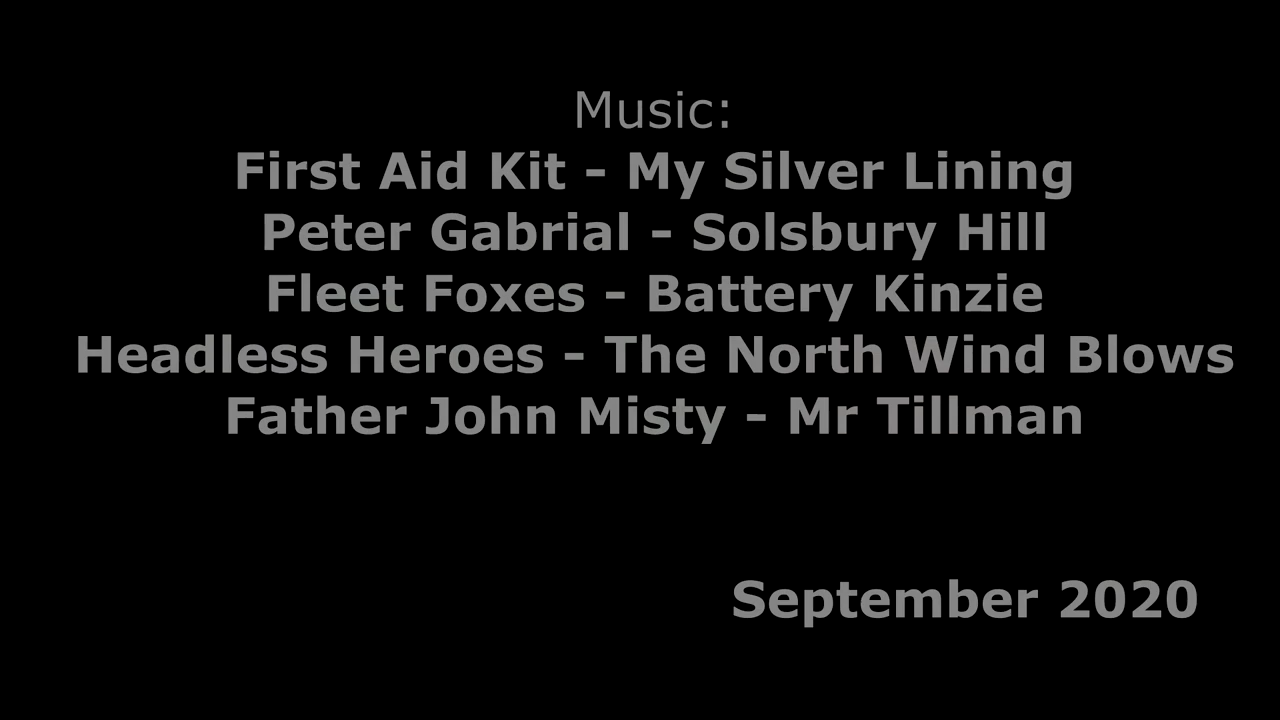 Music:
First Aid Kit - My Silver Lining
Peter Gabrial - Solsbury Hill
Fleet Foxes - Battery Kinzie
Headless Heroes - The North Wind Blows
Father John Misty - Mr Tillman
September 2020